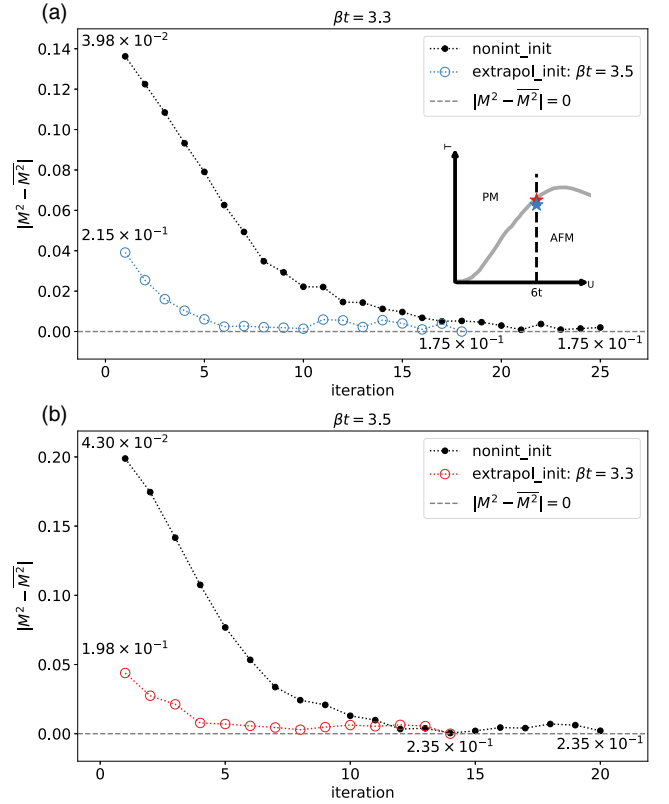 (a)
βt = 3.3
3.98 × 10⁻²
nonint_init
extrapol_init: βt = 3.5
|M² − M̅²̅| = 0
0.14
0.12
0.10
0.08
0.06
0.04
0.02
0.00
|M² − M̅²̅|
2.15 × 10⁻¹
T
PM
AFM
6t
U
1.75 × 10⁻¹
1.75 × 10⁻¹
0 5 10 15 20 25
iteration
(b)
βt = 3.5
4.30 × 10⁻²
nonint_init
extrapol_init: βt = 3.3
|M² − M̅²̅| = 0
0.20
0.15
0.10
0.05
0.00
|M² − M̅²̅|
1.98 × 10⁻¹
2.35 × 10⁻¹
2.35 × 10⁻¹
0 5 10 15 20
iteration